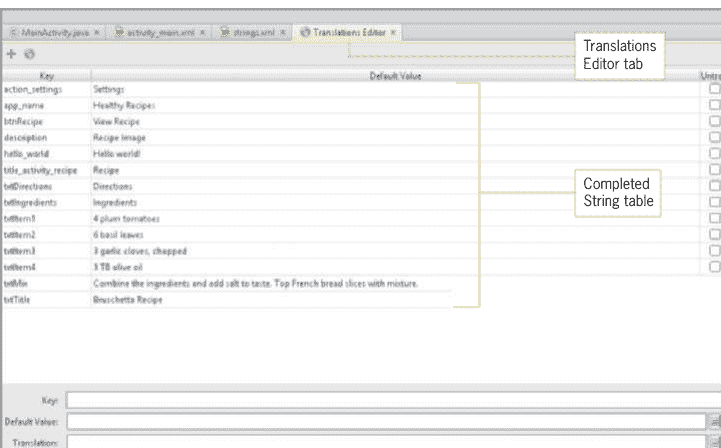 MainActivity.java × activity_main.xml × strings.xml × Translations Editor ×
Translations
Editor tab
Key Default Value Untra
action_settings Settings
app_name Healthy Recipes
btnRecipe View Recipe
description Recipe Image
hello_world Hello world!
title_activity_recipe Recipe
txtDirections Directions
txtIngredients Ingredients
txtItem1 4 plum tomatoes
txtItem2 6 basil leaves
txtItem3 3 garlic cloves, chopped
txtItem4 3 TB olive oil
txtMix Combine the ingredients and add salt to taste. Top French bread slices with mixture.
txtTitle Bruschetta Recipe
Completed
String table
Key:
Default Value:
Translation: